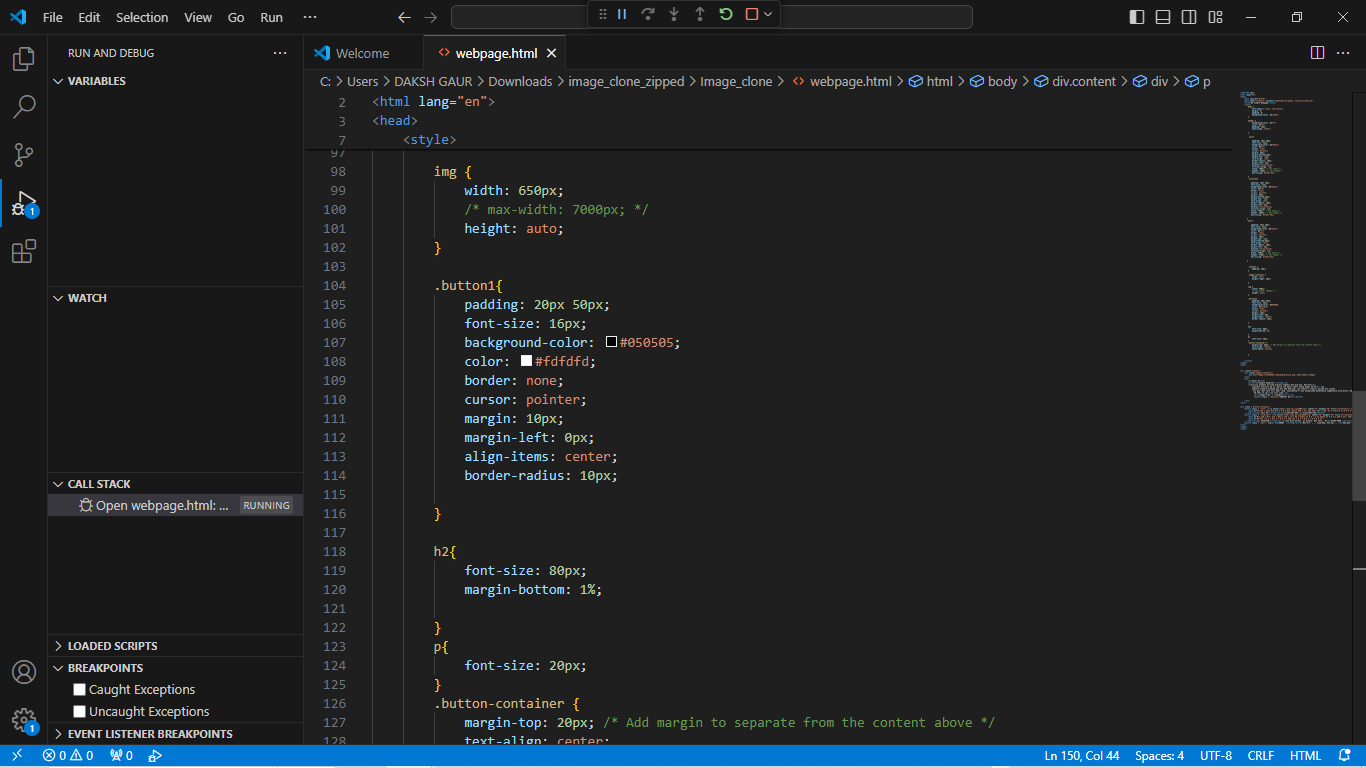 File Edit Selection View Go Run ···
RUN AND DEBUG ···
VARIABLES
WATCH
CALL STACK
Open webpage.html: ... RUNNING
LOADED SCRIPTS
BREAKPOINTS
Caught Exceptions
Uncaught Exceptions
EVENT LISTENER BREAKPOINTS
1
1
Welcome webpage.html
C: > Users > DAKSH GAUR > Downloads > image_clone_zipped > Image_clone > webpage.html > html > body > div.content > div > p
2 <html lang="en">
3 <head>
7 <style>
97
98 img {
99 width: 650px;
100 /* max-width: 7000px; */
101 height: auto;
102 }
103
104 .button1{
105 padding: 20px 50px;
106 font-size: 16px;
107 background-color: #050505;
108 color: #fdfdfd;
109 border: none;
110 cursor: pointer;
111 margin: 10px;
112 margin-left: 0px;
113 align-items: center;
114 border-radius: 10px;
115
116 }
117
118 h2{
119 font-size: 80px;
120 margin-bottom: 1%;
121
122 }
123 p{
124 font-size: 20px;
125 }
126 .button-container {
127 margin-top: 20px; /* Add margin to separate from the content above */
128 text-align: center;
0 0 0 Ln 150, Col 44 Spaces: 4 UTF-8 CRLF HTML